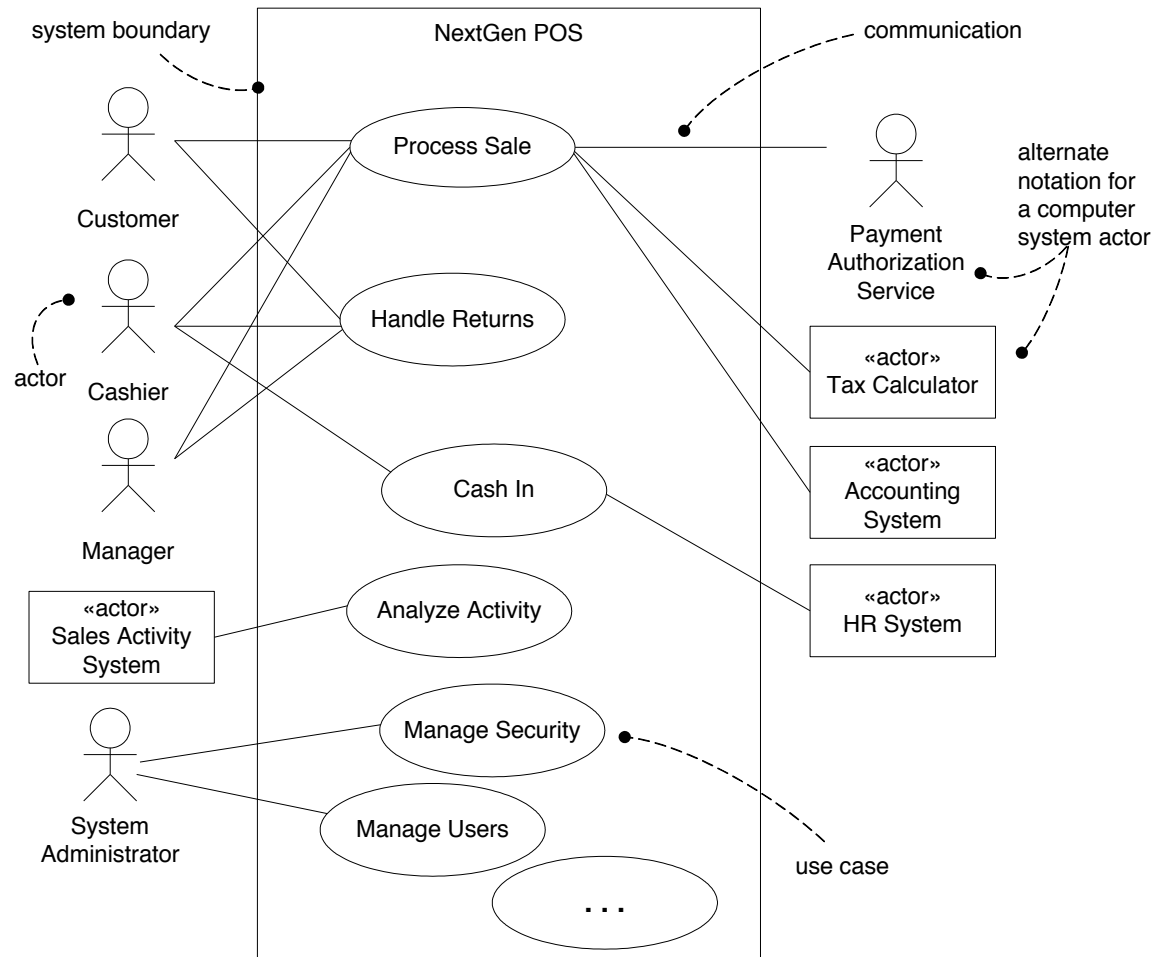 system boundary
NextGen POS
communication
Process Sale
alternate
notation for
a computer
system actor
Customer
Payment
Authorization
Service
Handle Returns
actor
Cashier
«actor»
Tax Calculator
«actor»
Accounting
System
Cash In
Manager
«actor»
Sales Activity
System
Analyze Activity
«actor»
HR System
Manage Security
System
Administrator
Manage Users
use case
. . .